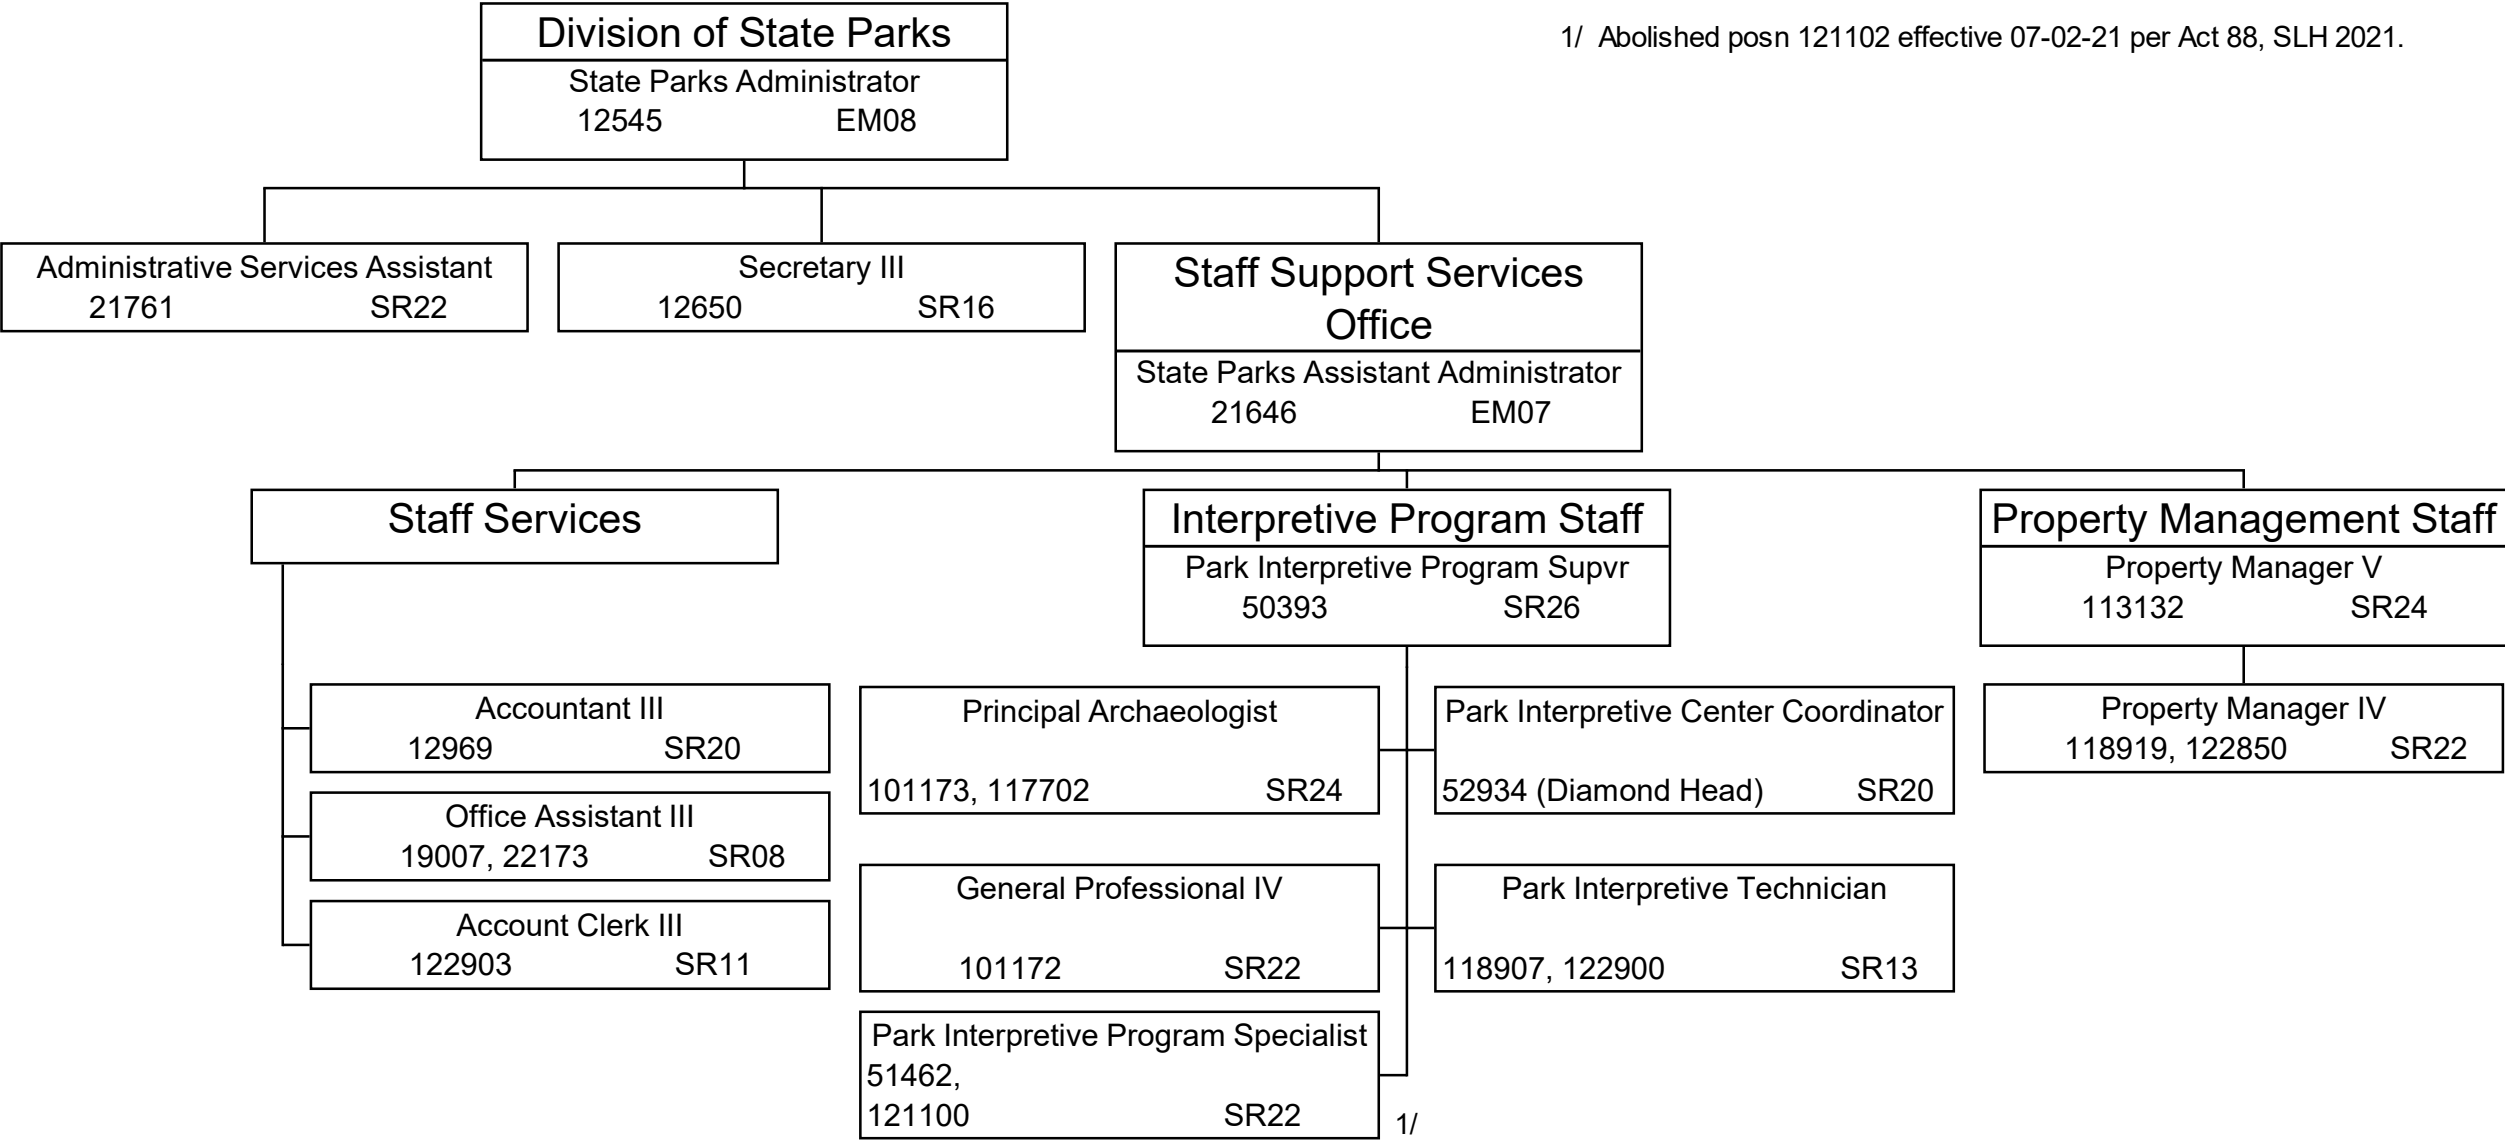 Division of State Parks
1/ Abolished posn 121102 effective 07-02-21 per Act 88, SLH 2021.
State Parks Administrator
12545 EM08
Administrative Services Assistant
21761 SR22
Secretary III
12650 SR16
Staff Support Services
Office
State Parks Assistant Administrator
21646 EM07
Staff Services
Interpretive Program Staff
Park Interpretive Program Supvr
50393 SR26
Property Management Staff
Property Manager V
113132 SR24
Accountant III
12969 SR20
Office Assistant III
19007, 22173 SR08
Account Clerk III
122903 SR11
Principal Archaeologist
101173, 117702 SR24
Park Interpretive Center Coordinator
52934 (Diamond Head) SR20
General Professional IV
101172 SR22
Park Interpretive Technician
118907, 122900 SR13
Park Interpretive Program Specialist
51462,
121100 SR22
1/
Property Manager IV
118919, 122850 SR22